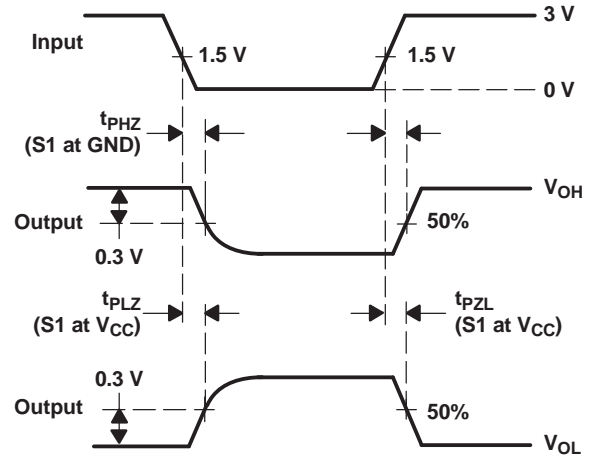 3 V
Input
1.5 V
1.5 V
0 V
tPHZ
(S1 at GND)
VOH
Output
50%
0.3 V
tPLZ
(S1 at VCC)
tPZL
(S1 at VCC)
0.3 V
Output
50%
VOL